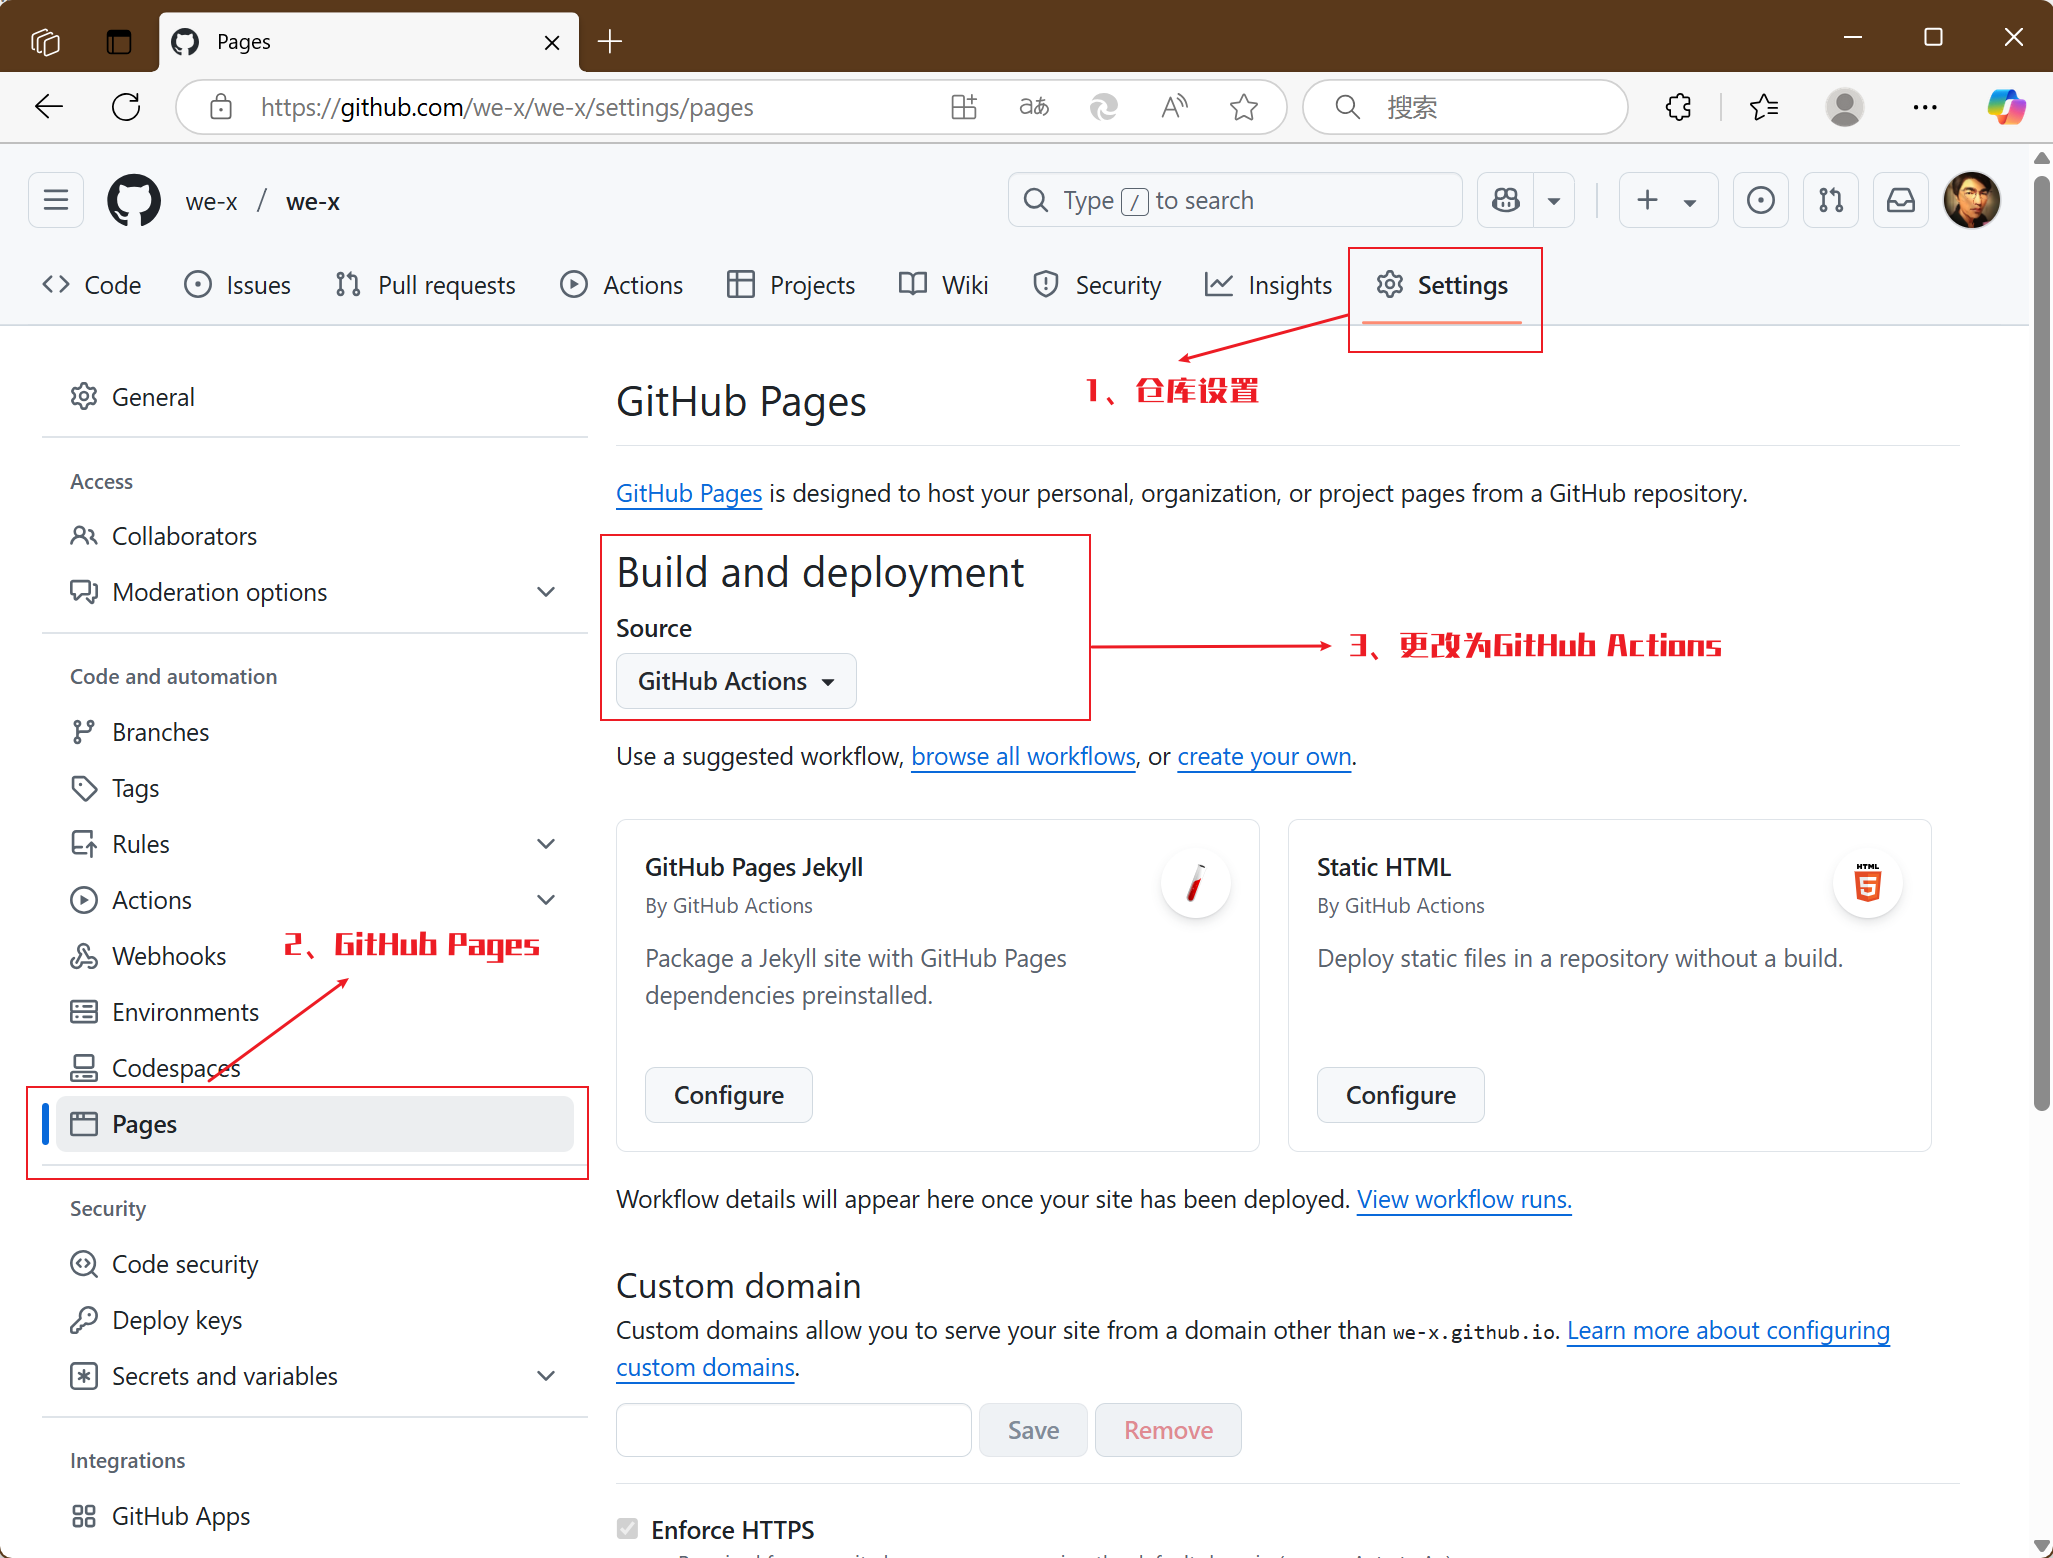 Pages
https://github.com/we-x/we-x/settings/pages
搜索
we-x / we-x
Type / to search
Code
Issues
Pull requests
Actions
Projects
Wiki
Security
Insights
Settings
1、仓库设置
General
Access
Collaborators
Moderation options
Code and automation
Branches
Tags
Rules
Actions
Webhooks
2、GitHub Pages
Environments
Codespaces
Pages
Security
Code security
Deploy keys
Secrets and variables
Integrations
GitHub Apps
GitHub Pages
GitHub Pages is designed to host your personal, organization, or project pages from a GitHub repository.
Build and deployment
Source
GitHub Actions
3、更改为GitHub Actions
Use a suggested workflow, browse all workflows, or create your own.
GitHub Pages Jekyll
By GitHub Actions
Package a Jekyll site with GitHub Pages
dependencies preinstalled.
Configure
Static HTML
HTML
5
By GitHub Actions
Deploy static files in a repository without a build.
Configure
Workflow details will appear here once your site has been deployed. View workflow runs.
Custom domain
Custom domains allow you to serve your site from a domain other than we-x.github.io. Learn more about configuring
custom domains.
Save
Remove
Enforce HTTPS